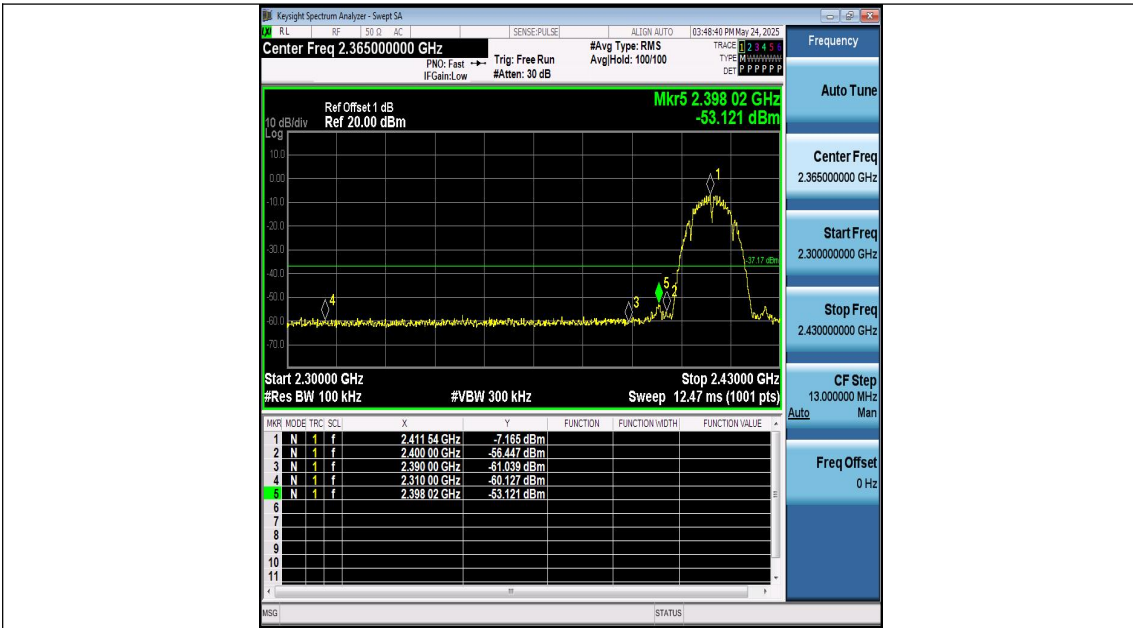 Keysight Spectrum Analyzer - Swept SA
RL RF 50 Ω AC SENSE:PULSE ALIGN AUTO 03:48:40 PM May 24, 2025
Center Freq 2.365000000 GHz
PNO: Fast
IFGain:Low
Trig: Free Run
#Atten: 30 dB
#Avg Type: RMS
Avg|Hold: 100/100
TRACE 1 2 3 4 5 6
TYPE M WWWWW
DET P P P P P P
Mkr5 2.398 02 GHz
-53.121 dBm
Ref Offset 1 dB
10 dB/div Ref 20.00 dBm
Log
10.0
0.00
-10.0
-20.0
-30.0
-40.0
-50.0
-60.0
-70.0
1
-37.17 dBm
5
2
3
4
Start 2.30000 GHz Stop 2.43000 GHz
#Res BW 100 kHz #VBW 300 kHz Sweep 12.47 ms (1001 pts)
MKR MODE TRC SCL X Y FUNCTION FUNCTION WIDTH FUNCTION VALUE
1 N 1 f 2.411 54 GHz -7.165 dBm
2 N 1 f 2.400 00 GHz -56.447 dBm
3 N 1 f 2.390 00 GHz -61.039 dBm
4 N 1 f 2.310 00 GHz -60.127 dBm
5 N 1 f 2.398 02 GHz -53.121 dBm
6
7
8
9
10
11
MSG STATUS
Frequency
Auto Tune
Center Freq
2.365000000 GHz
Start Freq
2.300000000 GHz
Stop Freq
2.430000000 GHz
CF Step
13.000000 MHz
Auto Man
Freq Offset
0 Hz